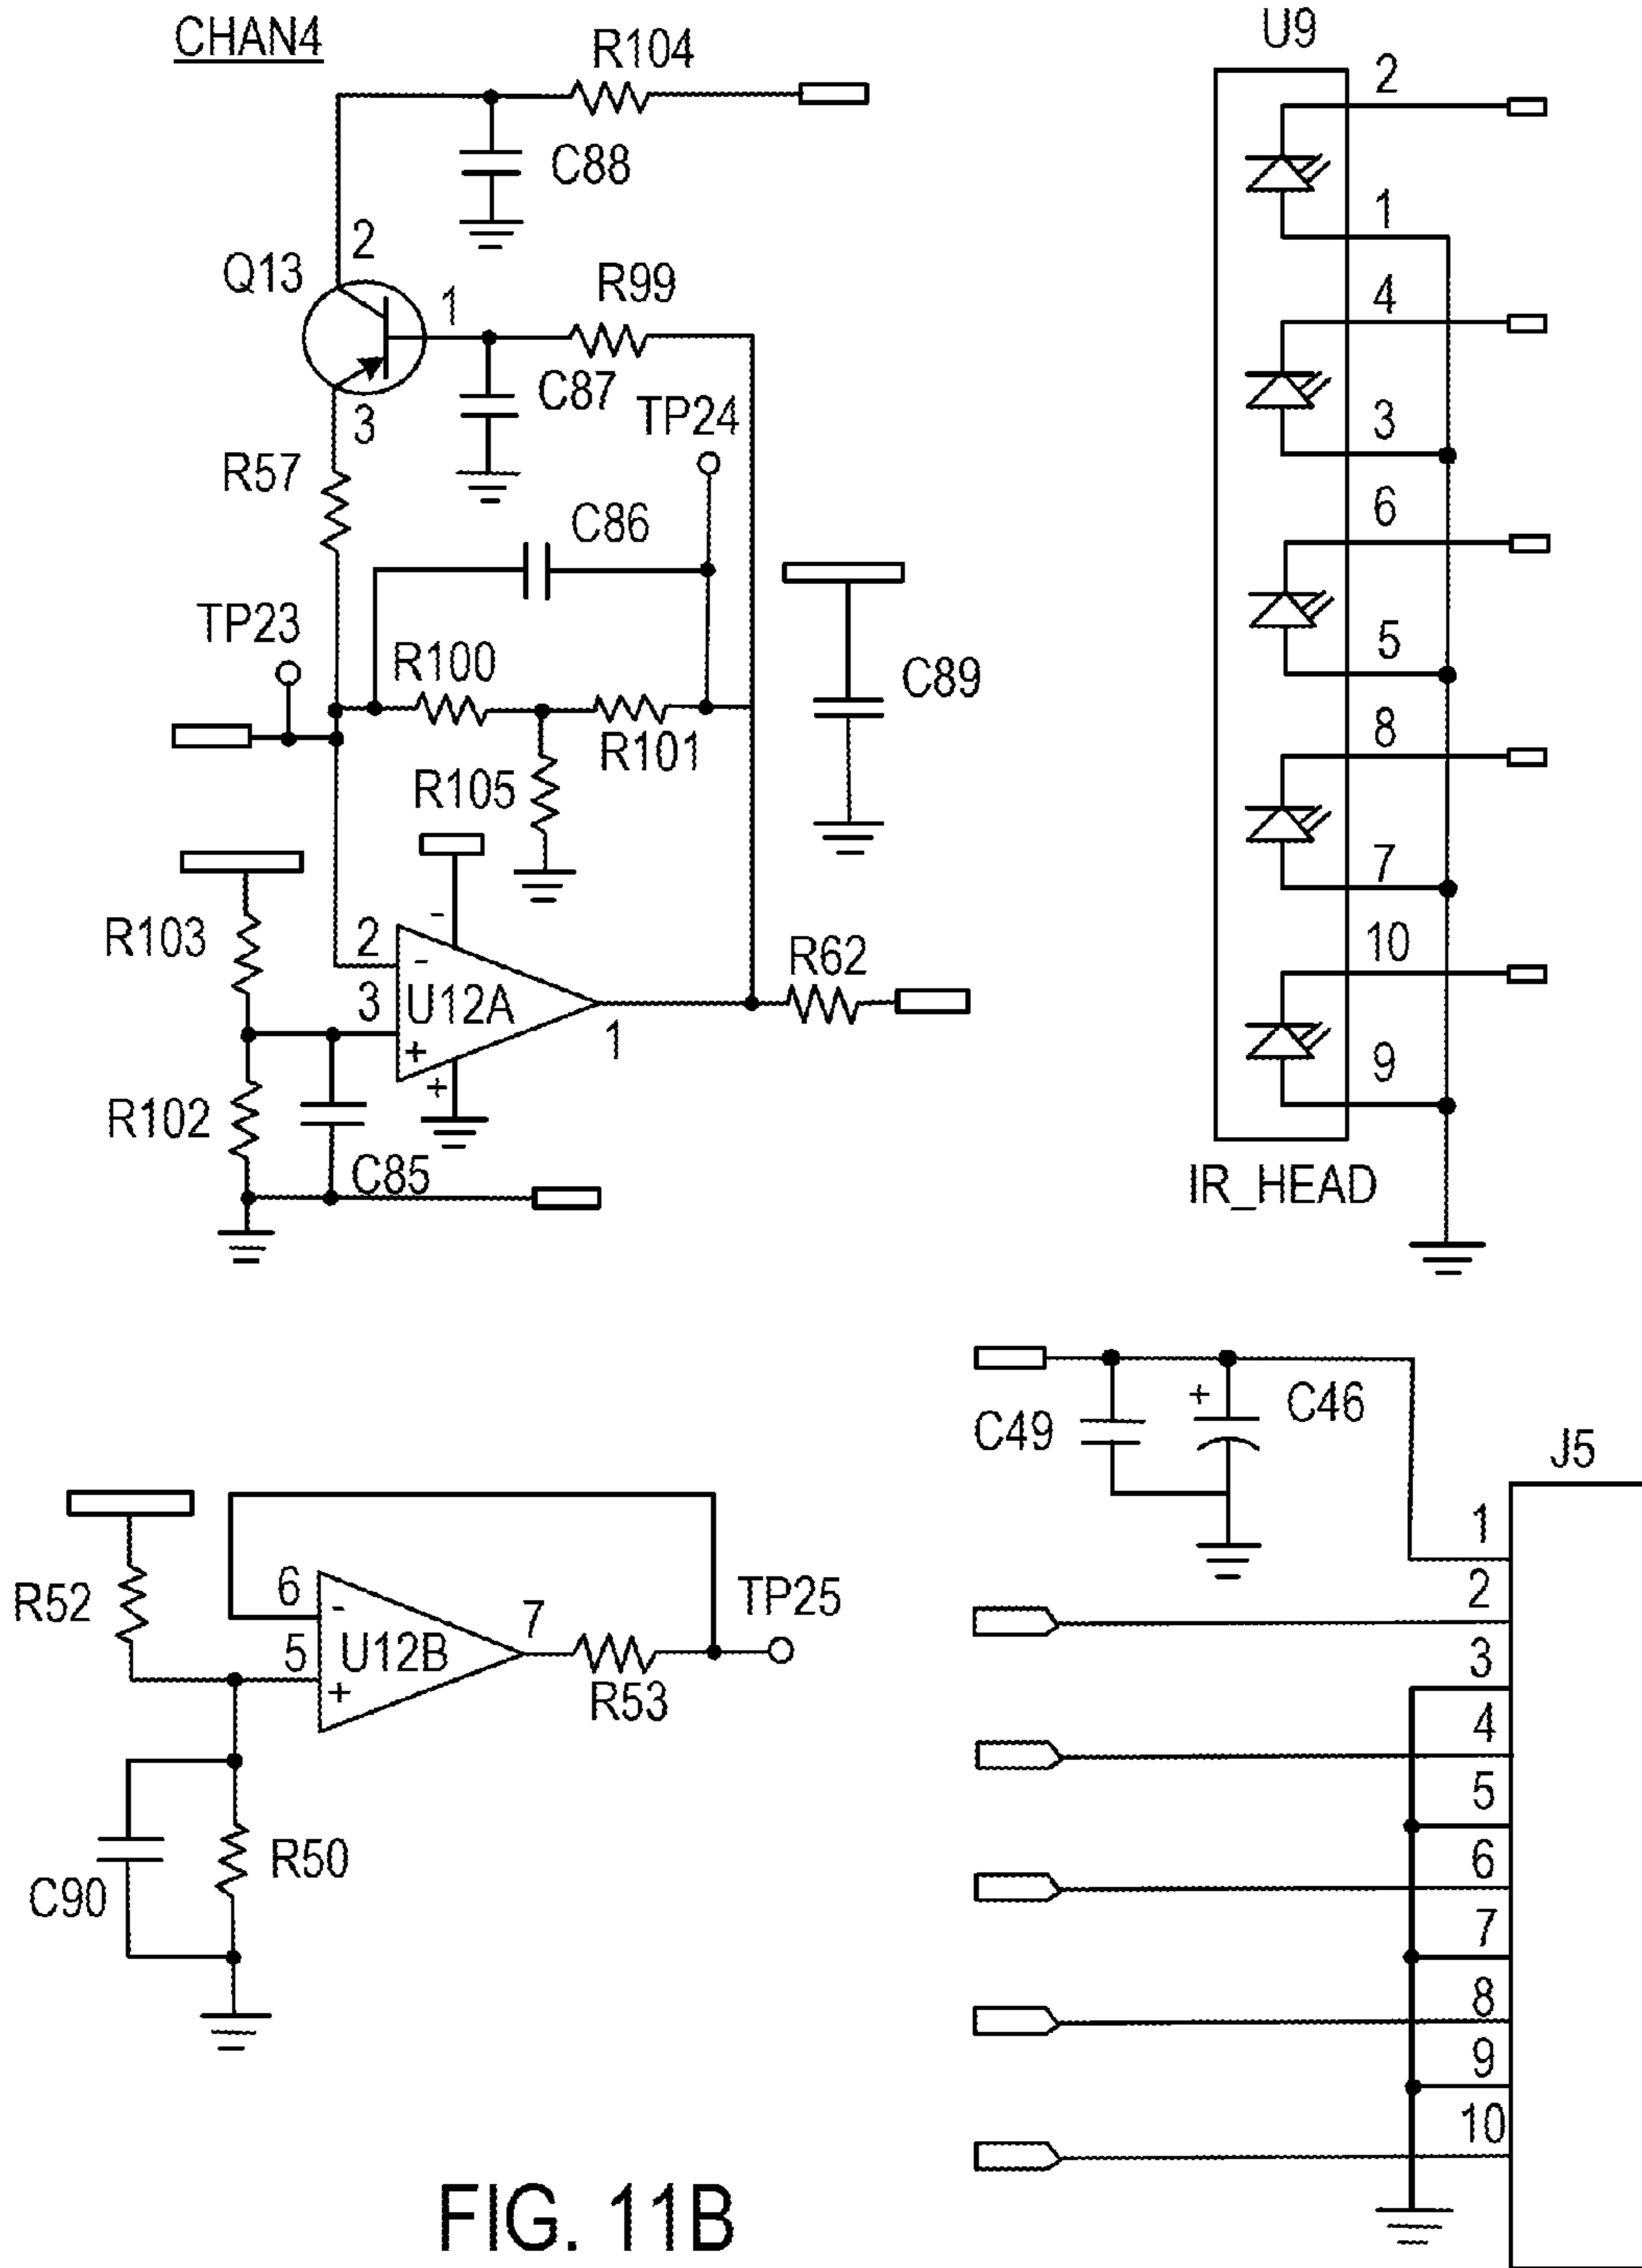 CHAN4
R104
C88
2
Q13
1
R99
C87
3
TP24
R57
C86
TP23
R100
C89
R101
R105
-
R103
2
-
3
U12A
+
1
R62
+
R102
C85
U9
2
1
4
3
6
5
8
7
10
9
IR_HEAD
R52
6
-
5
U12B
+
7
R53
TP25
C90
R50
C49
+
C46
J5
1
2
3
4
5
6
7
8
9
10
FIG. 11B